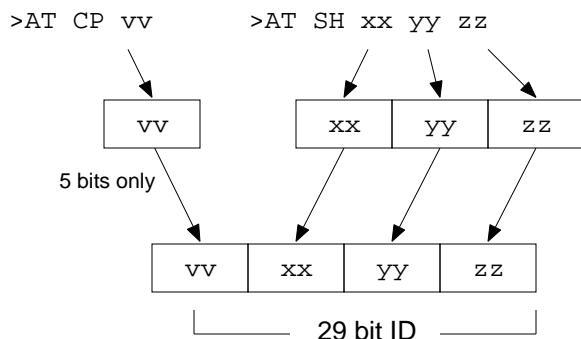 >AT CP vv >AT SH xx yy zz
vv xx yy zz
5 bits only
vv xx yy zz
29 bit ID